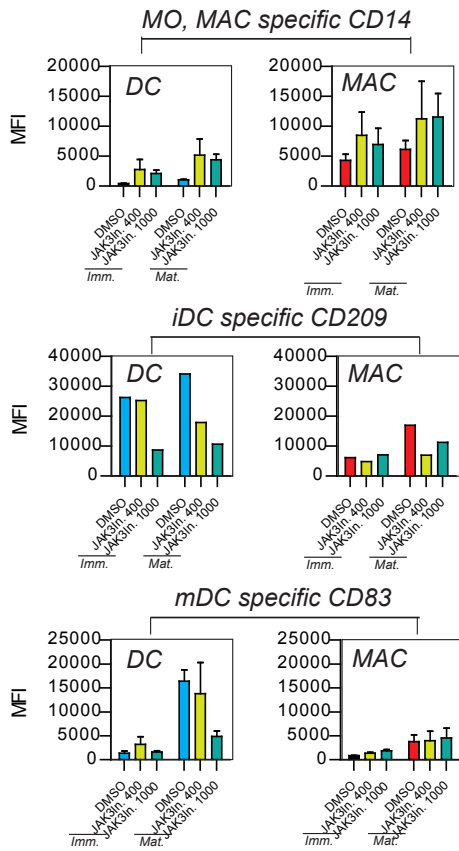 MO, MAC specific CD14
DC
MAC
MFI
20000
15000
10000
5000
0
20000
15000
10000
5000
0
DMSO
JAK3In. 400
JAK3In. 1000
DMSO
JAK3In. 400
JAK3In. 1000
Imm.
Mat.
DMSO
JAK3In. 400
JAK3In. 1000
DMSO
JAK3In. 400
JAK3In. 1000
Imm.
Mat.
iDC specific CD209
DC
MAC
MFI
40000
30000
20000
10000
0
40000
30000
20000
10000
0
DMSO
JAK3In. 400
JAK3In. 1000
DMSO
JAK3In. 400
JAK3In. 1000
Imm.
Mat.
DMSO
JAK3In. 400
JAK3In. 1000
DMSO
JAK3In. 400
JAK3In. 1000
Imm.
Mat.
mDC specific CD83
DC
MAC
MFI
25000
20000
15000
10000
5000
0
25000
20000
15000
10000
5000
0
DMSO
JAK3In. 400
JAK3In. 1000
DMSO
JAK3In. 400
JAK3In. 1000
Imm.
Mat.
DMSO
JAK3In. 400
JAK3In. 1000
DMSO
JAK3In. 400
JAK3In. 1000
Imm.
Mat.